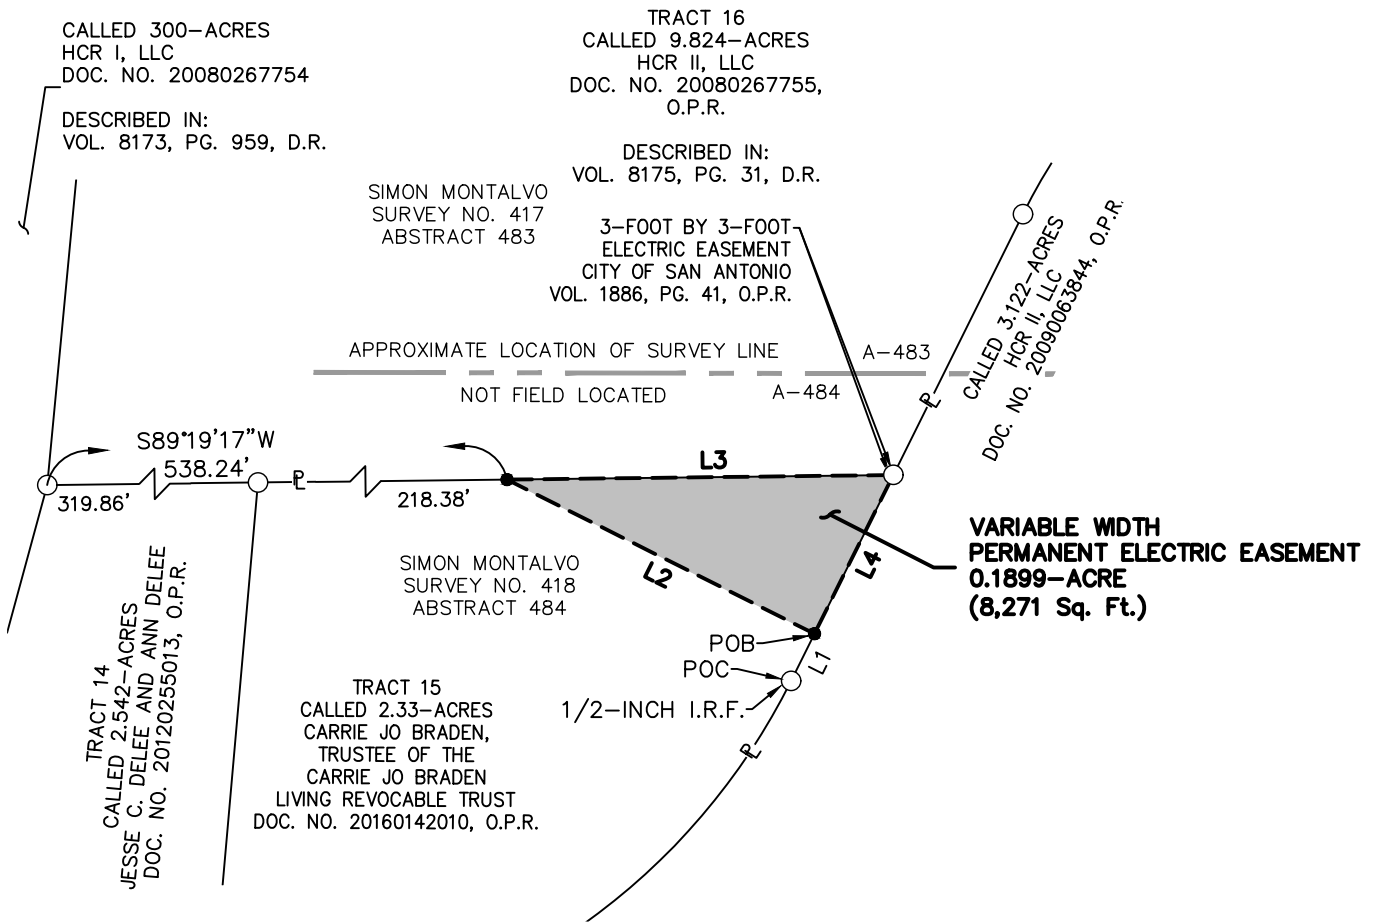 CALLED 300-ACRES
HCR I, LLC
DOC. NO. 20080267754
DESCRIBED IN:
VOL. 8173, PG. 959, D.R.
TRACT 16
CALLED 9.824-ACRES
HCR II, LLC
DOC. NO. 20080267755,
O.P.R.
DESCRIBED IN:
VOL. 8175, PG. 31, D.R.
SIMON MONTALVO
SURVEY NO. 417
ABSTRACT 483
3-FOOT BY 3-FOOT
ELECTRIC EASEMENT
CITY OF SAN ANTONIO
VOL. 1886, PG. 41, O.P.R.
CALLED 3.122-ACRES
HCR II, LLC
DOC. NO. 20090063844, O.P.R.
APPROXIMATE LOCATION OF SURVEY LINE
A-483
NOT FIELD LOCATED
A-484
PL
S89°19'17"W
538.24'
319.86'
PL
218.38'
L3
L2
L4
VARIABLE WIDTH
PERMANENT ELECTRIC EASEMENT
0.1899-ACRE
(8,271 Sq. Ft.)
SIMON MONTALVO
SURVEY NO. 418
ABSTRACT 484
POB
L1
POC
1/2-INCH I.R.F.
PL
TRACT 14
CALLED 2.542-ACRES
JESSE C. DELEE AND ANN DELEE
DOC. NO. 20120255013, O.P.R.
TRACT 15
CALLED 2.33-ACRES
CARRIE JO BRADEN,
TRUSTEE OF THE
CARRIE JO BRADEN
LIVING REVOCABLE TRUST
DOC. NO. 20160142010, O.P.R.